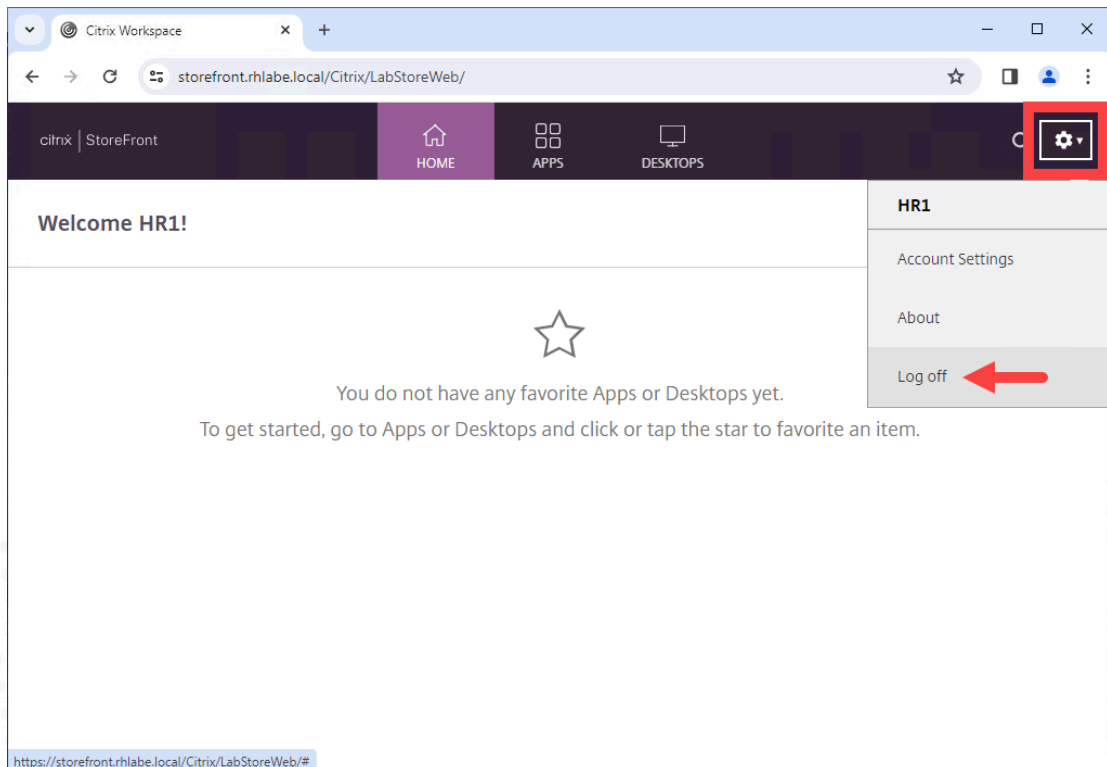 Citrix Workspace
storefront.rhlabe.local/Citrix/LabStoreWeb/
citrix | StoreFront
HOME
APPS
DESKTOPS
Welcome HR1!
HR1
Account Settings
About
Log off
You do not have any favorite Apps or Desktops yet.
To get started, go to Apps or Desktops and click or tap the star to favorite an item.
https://storefront.rhlabe.local/Citrix/LabStoreWeb/#